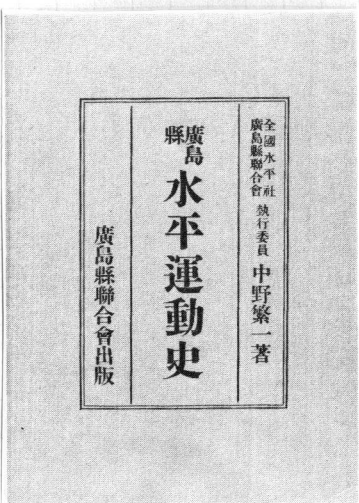 全國水平社
廣島縣聯合會
執行委員 中野繁一著
廣島縣
水平運動史
廣島縣聯合會出版